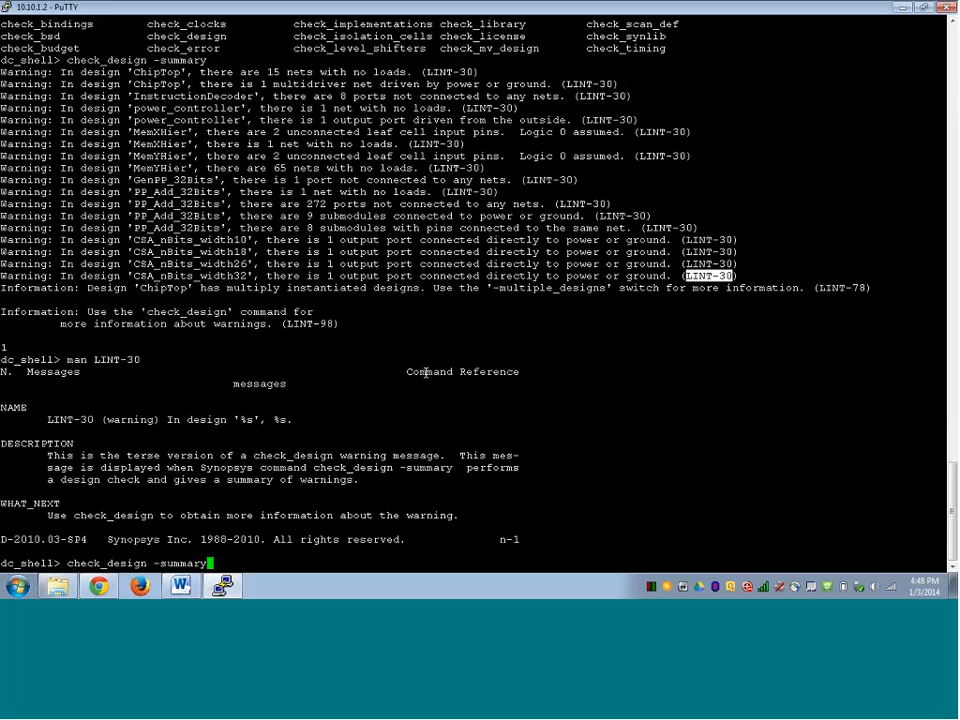 10.10.1.2 - PuTTY
check_bindings check_clocks check_implementations check_library check_scan_def
check_bsd check_design check_isolation_cells check_license check_synlib
check_budget check_error check_level_shifters check_mv_design check_timing
dc_shell> check_design -summary
Warning: In design 'ChipTop', there are 15 nets with no loads. (LINT-30)
Warning: In design 'ChipTop', there is 1 multidriver net driven by power or ground. (LINT-30)
Warning: In design 'InstructionDecoder', there are 8 ports not connected to any nets. (LINT-30)
Warning: In design 'power_controller', there is 1 net with no loads. (LINT-30)
Warning: In design 'power_controller', there is 1 output port driven from the outside. (LINT-30)
Warning: In design 'MemXHier', there are 2 unconnected leaf cell input pins.  Logic 0 assumed. (LINT-30)
Warning: In design 'MemXHier', there is 1 net with no loads. (LINT-30)
Warning: In design 'MemYHier', there are 2 unconnected leaf cell input pins.  Logic 0 assumed. (LINT-30)
Warning: In design 'MemYHier', there are 65 nets with no loads. (LINT-30)
Warning: In design 'GenPP_32Bits', there is 1 port not connected to any nets. (LINT-30)
Warning: In design 'PP_Add_32Bits', there is 1 net with no loads. (LINT-30)
Warning: In design 'PP_Add_32Bits', there are 272 ports not connected to any nets. (LINT-30)
Warning: In design 'PP_Add_32Bits', there are 9 submodules connected to power or ground. (LINT-30)
Warning: In design 'PP_Add_32Bits', there are 8 submodules with pins connected to the same net. (LINT-30)
Warning: In design 'CSA_nBits_width10', there is 1 output port connected directly to power or ground. (LINT-30)
Warning: In design 'CSA_nBits_width18', there is 1 output port connected directly to power or ground. (LINT-30)
Warning: In design 'CSA_nBits_width26', there is 1 output port connected directly to power or ground. (LINT-30)
Warning: In design 'CSA_nBits_width32', there is 1 output port connected directly to power or ground. (LINT-30)
Information: Design 'ChipTop' has multiply instantiated designs. Use the '-multiple_designs' switch for more information. (LINT-78)
Information: Use the 'check_design' command for
more information about warnings. (LINT-98)
1
dc_shell> man LINT-30
N.  Messages Command Reference
messages
NAME
LINT-30 (warning) In design '%s', %s.
DESCRIPTION
This is the terse version of a check_design warning message.  This mes-
sage is displayed when Synopsys command check_design -summary  performs
a design check and gives a summary of warnings.
WHAT_NEXT
Use check_design to obtain more information about the warning.
D-2010.03-SP4 Synopsys Inc. 1988-2010. All rights reserved. n-1
dc_shell> check_design -summary
4:48 PM
1/3/2014